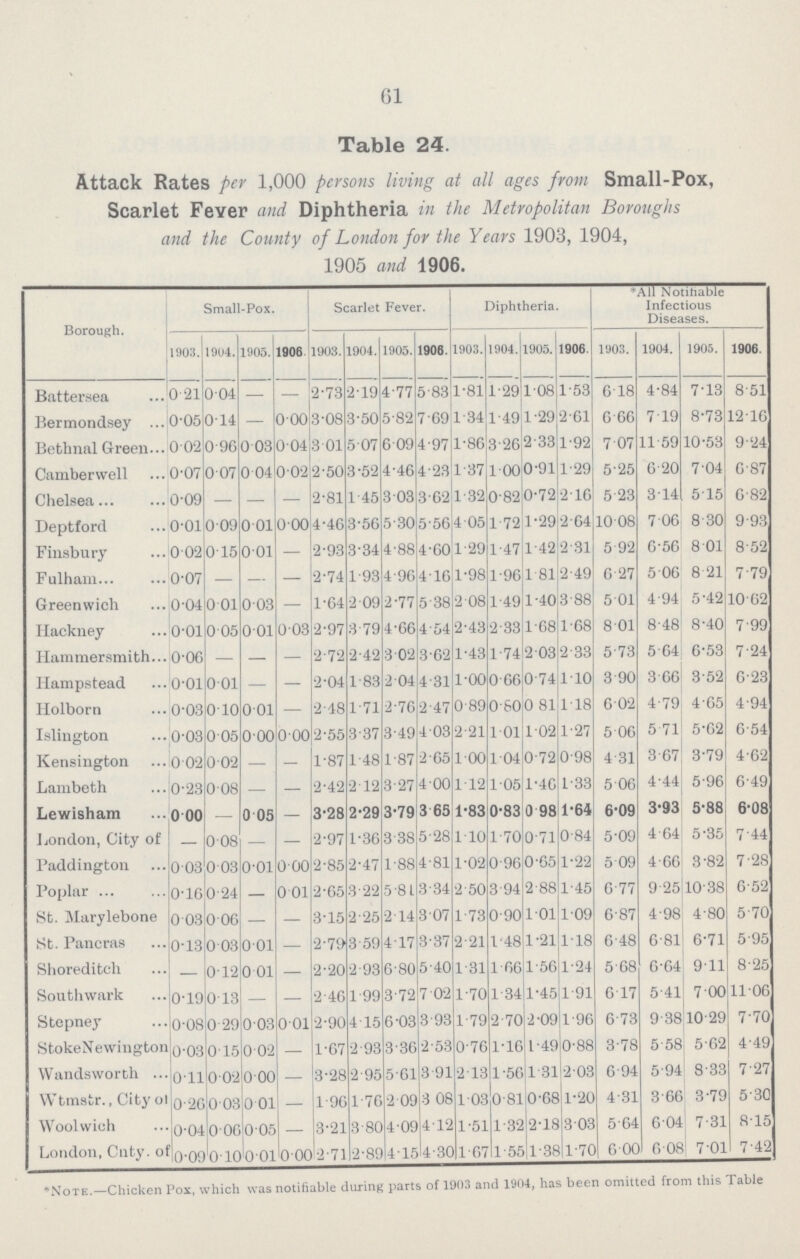 61
Table 24.
Attack Rates per 1,000 persons living at all ages from Small-Pox,
Scarlet Fever and Diphtheria in the Metropolitan Boroughs
and the County of London for the Years 1903, 1904,
1905 and 1906.
Borough. Small-Pox. Scarlet Fever. Diphtheria. *All Notifiable Infectious Diseases.
1903. 1904. 1905. 1906. 1903. 1904. 1905. 1906. 1903. 1904. 1905. 1906. 1903. 1904. 1905. 1906.
Battersea ... 0·21 0·04 — — 2·73 2·19 4·77 5·83 1·81 1·29 1·08 1·53 6·18 4·84 7·13 8·51
Bermondsey ... 0·05 0·14 — 0·00 3·08 3·50 5·82 7·69 1·34 1·49 1·29 2·61 6·66 7·19 8·73 12·16
Bethnal Green... 0·02 0·96 0·03 0·04 3·01 5·07 6·09 4·97 1·86 3·26 2·33 1·92 7·07 11·59 10·53 9·24
Camberwell ... 0·07 0·07 0·04 0·02 2·50 3·52 4·46 4·23 1·37 1·00 0·91 1·29 5·25 6·20 7·04 6·87
Chelsea ... ... 0·09 — — — 2·81 1·45 3·03 3·62 1·32 0·82 0·72 2·16 5·23 3·14 5·15 6·82
Deptford ... 0·01 0·09 0·01 0·00 4·46 3·56 5·30 5·56 4·05 1·72 1·29 2·64 10·08 7·06 8·30 9·93
Finsbury ... 0·02 0·15 0·01 — 2·93 3·34 4·88 4·60 1·29 1·47 1·42 2·31 5·92 6·56 8·01 8·52
Fulham... ... 0·07 — — — 2·74 1·93 4·96 4·16 1·98 1·96 1·81 2·49 6·27 5·06 8·21 7·79
Greenwich ... 0·04 0·01 0·03 — 1·64 2·09 2·77 5·38 2·08 1·49 1·40 3·88 5·01 4·94 5·42 10·62
Hackney ... 0·01 0·05 0·01 0·03 2·97 3·79 4·66 4·54 2·43 2·33 1·68 1·68 8·01 8·48 8·40 7·99
Hammersmith... 0·06 — — — 2·72 2·42 3·02 3·62 1·43 1·74 2·03 2·33 5·73 5·64 6·53 7·24
Hampstead ... 0·01 0·01 — — 2·04 1·83 2·04 4·31 1·00 0·66 0·74 1·10 3·90 3·66 3·52 6·23
Holborn ... 0·03 0·10 0·01 — 2·48 1·71 2·76 2·47 0·89 0·80 0·81 1·18 6·02 4·79 4·65 4·94
Islington ... 0·03 0·05 0·00 0·00 2·55 3·37 3·49 4·03 2·21 1·01 1·02 1·27 5·06 5·71 5·62 6·54
Kensington ... 0·02 0·02 — — 1·87 1·48 1·87 2·65 1·00 1·04 0·72 0·98 4·31 3·67 3·79 4·62
Lambeth ... 0·23 0·08 — — 2·42 2·12 3·27 4·00 1·12 1·05 1·46 1·33 5·06 4·44 5·96 6·49
Lewisham ... 0·00 — 0·05 — 3·28 2·29 3·79 3·65 1·83 0·83 0·98 1·64 6·09 3·93 5·88 6·08
London, City of — 0·08 — — 2·97 1·36 3·38 5·28 1·10 1·70 0·71 0·84 5·09 4·64 5·35 7·44
Paddington ... 0·03 0·03 0·01 0·00 2·85 2·47 1·88 4·81 1·02 0·96 0·65 1·22 5·09 4·66 3·82 7·28
Poplar ... ... 0·16 0·24 — 0·01 2·65 3·22 5·81 3·34 2·50 3·94 2·88 1·45 6·77 9·25 10·38 6·52
St. Marylebone 0·03 0·06 — — 3·15 2·25 2·14 3·07 1·73 0·90 1·01 1·09 6·87 4·98 4·80 5·70
St. Pancras ... 0·13 0·03 0·01 — 2·79 3·59 4·17 3·37 2·21 1·48 1·21 1·18 6·48 6·81 6·71 5·95
Shoreditch ... — 0·12 0·01 — 2·20 2·93 6·80 5·40 1·31 1·66 1·56 1·24 5·68 6·64 9·11 8·25
Southwark ... 0·19 0·13 — — 2·46 1·99 3·72 7·02 1·70 1·34 1·45 1·91 6·17 5·41 7·00 11·06
Stepney ... 0·08 0·29 0·03 0·01 2·90 4·15 6·03 3·93 1·79 2·70 2·09 1·96 6·73 9·38 10·29 7·70
StokeNewington 0·03 0·15 0·02 — 1·67 2·93 3·36 2·53 0·76 1·16 1·49 0·88 3·78 5·58 5·62 4·49
Wandsworth ... 0·11 0·02 0·00 — 3·28 2·95 5·61 3·91 2·13 1·56 1·31 2·03 6·94 5·94 8·33 7·27
Wtmstr., City of 0·26 0·03 0·01 — 1·96 1·76 2·09 3·08 1·03 0·81 0·68 1·20 4·31 3·66 3·79 5·30
Woolwich ... 0·04 0·06 0·05 — 3·21 3·80 4·09 4·12 1·51 1·32 2·18 3·03 5·64 6·04 7·31 8·15
London, Cnty. of 0·09 0·10 0·01 0·00 2·71 2·89 4·15 4·30 1·67 1·55 1·38 1·70 6·00 6·08 7·01 7·42
*NOTE.—Chicken Pox, which was notifiable during parts of 1903 and 1904, has been omitted from this Table